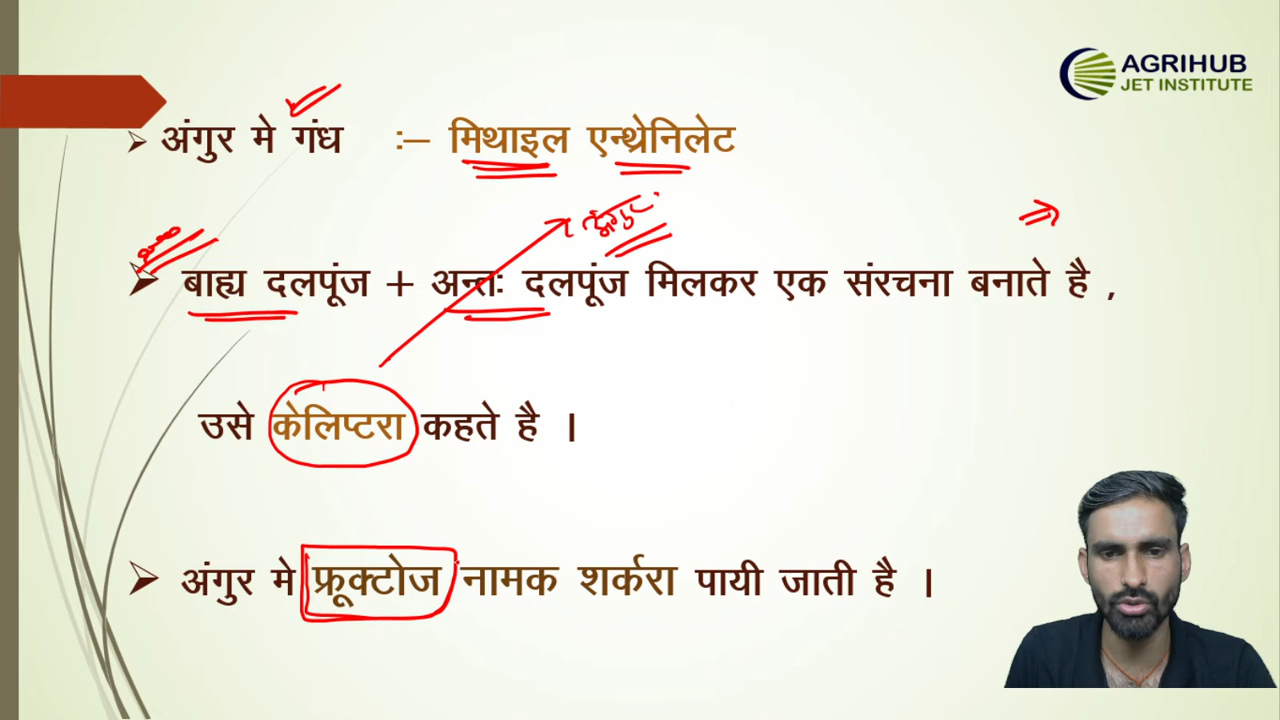 AGRIHUB
JET INSTITUTE
अंगुर मे गंध :– मिथाइल एन्थ्रेनिलेट
बाह्य दलपूंज + अन्तः दलपूंज मिलकर एक संरचना बनाते है ,
उसे केलिप्टरा कहते है ।
अंगुर मे फ्रूक्टोज नामक शर्करा पायी जाती है ।